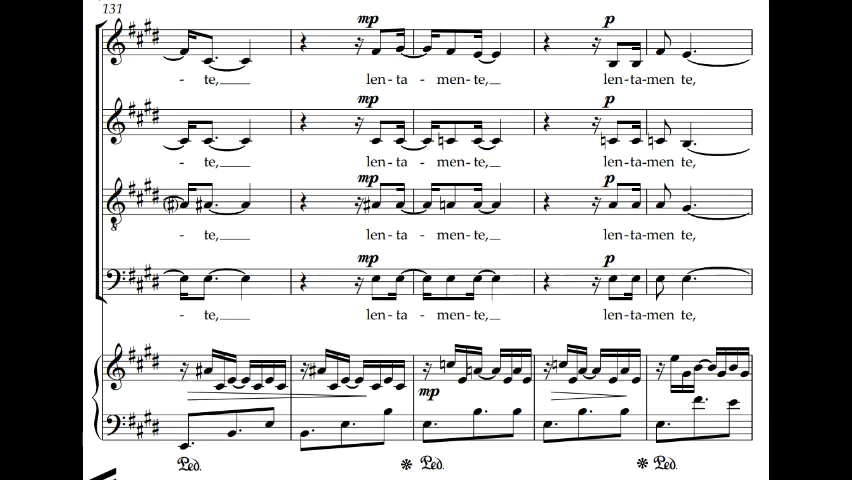 131
mp p
- te, len - ta - men - te, len - ta - men te,
mp p
- te, len - ta - men - te, len - ta - men te,
mp p
- te, len - ta - men - te, len - ta - men te,
mp p
- te, len - ta - men - te, len - ta - men te,
mp
Ped. Ped. Ped.